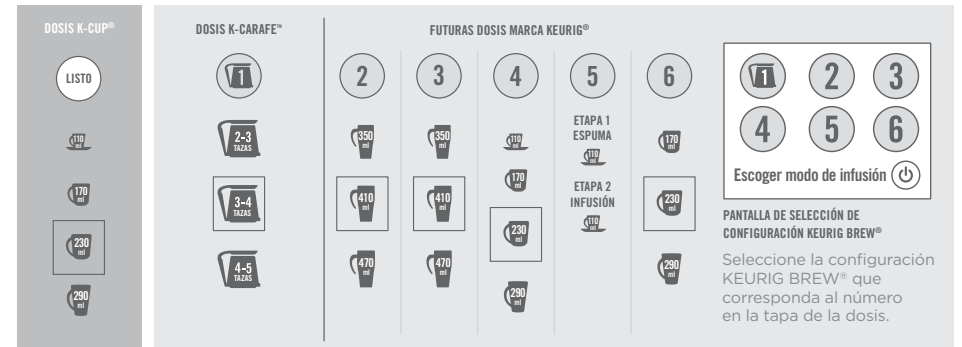 DOSIS K-CUP®
LISTO
110 ml
170 ml
230 ml
290 ml
DOSIS K-CARAFE™
1
2-3 TAZAS
3-4 TAZAS
4-5 TAZAS
FUTURAS DOSIS MARCA KEURIG®
2
350 ml
410 ml
470 ml
3
350 ml
410 ml
470 ml
4
110 ml
170 ml
230 ml
290 ml
5
ETAPA 1
ESPUMA
110 ml
ETAPA 2
INFUSIÓN
110 ml
6
170 ml
230 ml
290 ml
1 2 3
4 5 6
Escoger modo de infusión
PANTALLA DE SELECCIÓN DE
CONFIGURACIÓN KEURIG BREW®
Seleccione la configuración
KEURIG BREW® que
corresponda al número
en la tapa de la dosis.